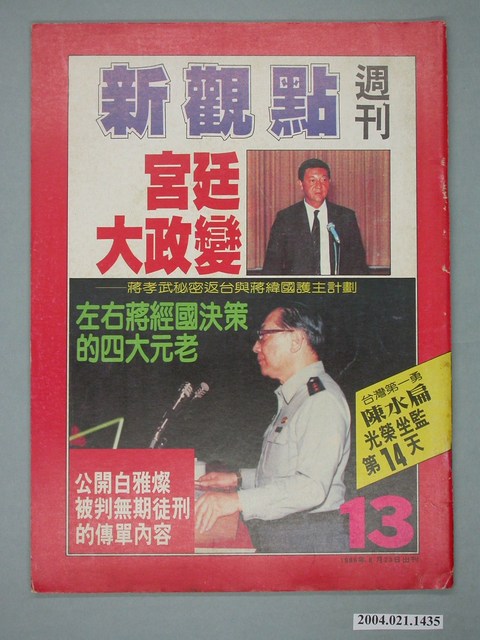 新觀點
週刊
宮廷
大政變
——蔣孝武秘密返台與蔣緯國護主計劃
左右蔣經國決策
的四大元老
台灣第一勇
陳水扁
光榮坐監
第14天
公開白雅燦
被判無期徒刑
的傳單內容
13
2004.021.1435